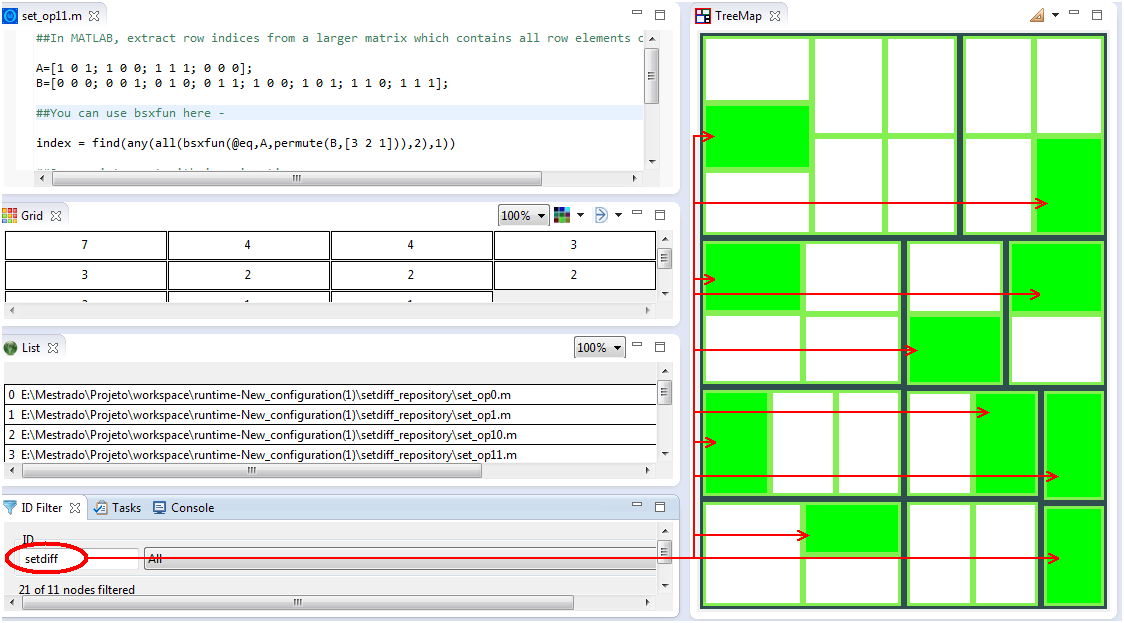 set_op11.m
##In MATLAB, extract row indices from a larger matrix which contains all row elements
A=[1 0 1; 1 0 0; 1 1 1; 0 0 0];
B=[0 0 0; 0 0 1; 0 1 0; 0 1 1; 1 0 0; 1 0 1; 1 1 0; 1 1 1];
##You can use bsxfun here -
index = find(any(all(bsxfun(@eq,A,permute(B,[3 2 1])),2),1))
TreeMap
Grid
100%
7 4 4 3
3 2 2 2
List
100%
0 E:\Mestrado\Projeto\workspace\runtime-New_configuration(1)\setdiff_repository\set_op0.m
1 E:\Mestrado\Projeto\workspace\runtime-New_configuration(1)\setdiff_repository\set_op1.m
2 E:\Mestrado\Projeto\workspace\runtime-New_configuration(1)\setdiff_repository\set_op10.m
3 E:\Mestrado\Projeto\workspace\runtime-New_configuration(1)\setdiff_repository\set_op11.m
ID Filter Tasks Console
ID
setdiff All
21 of 11 nodes filtered